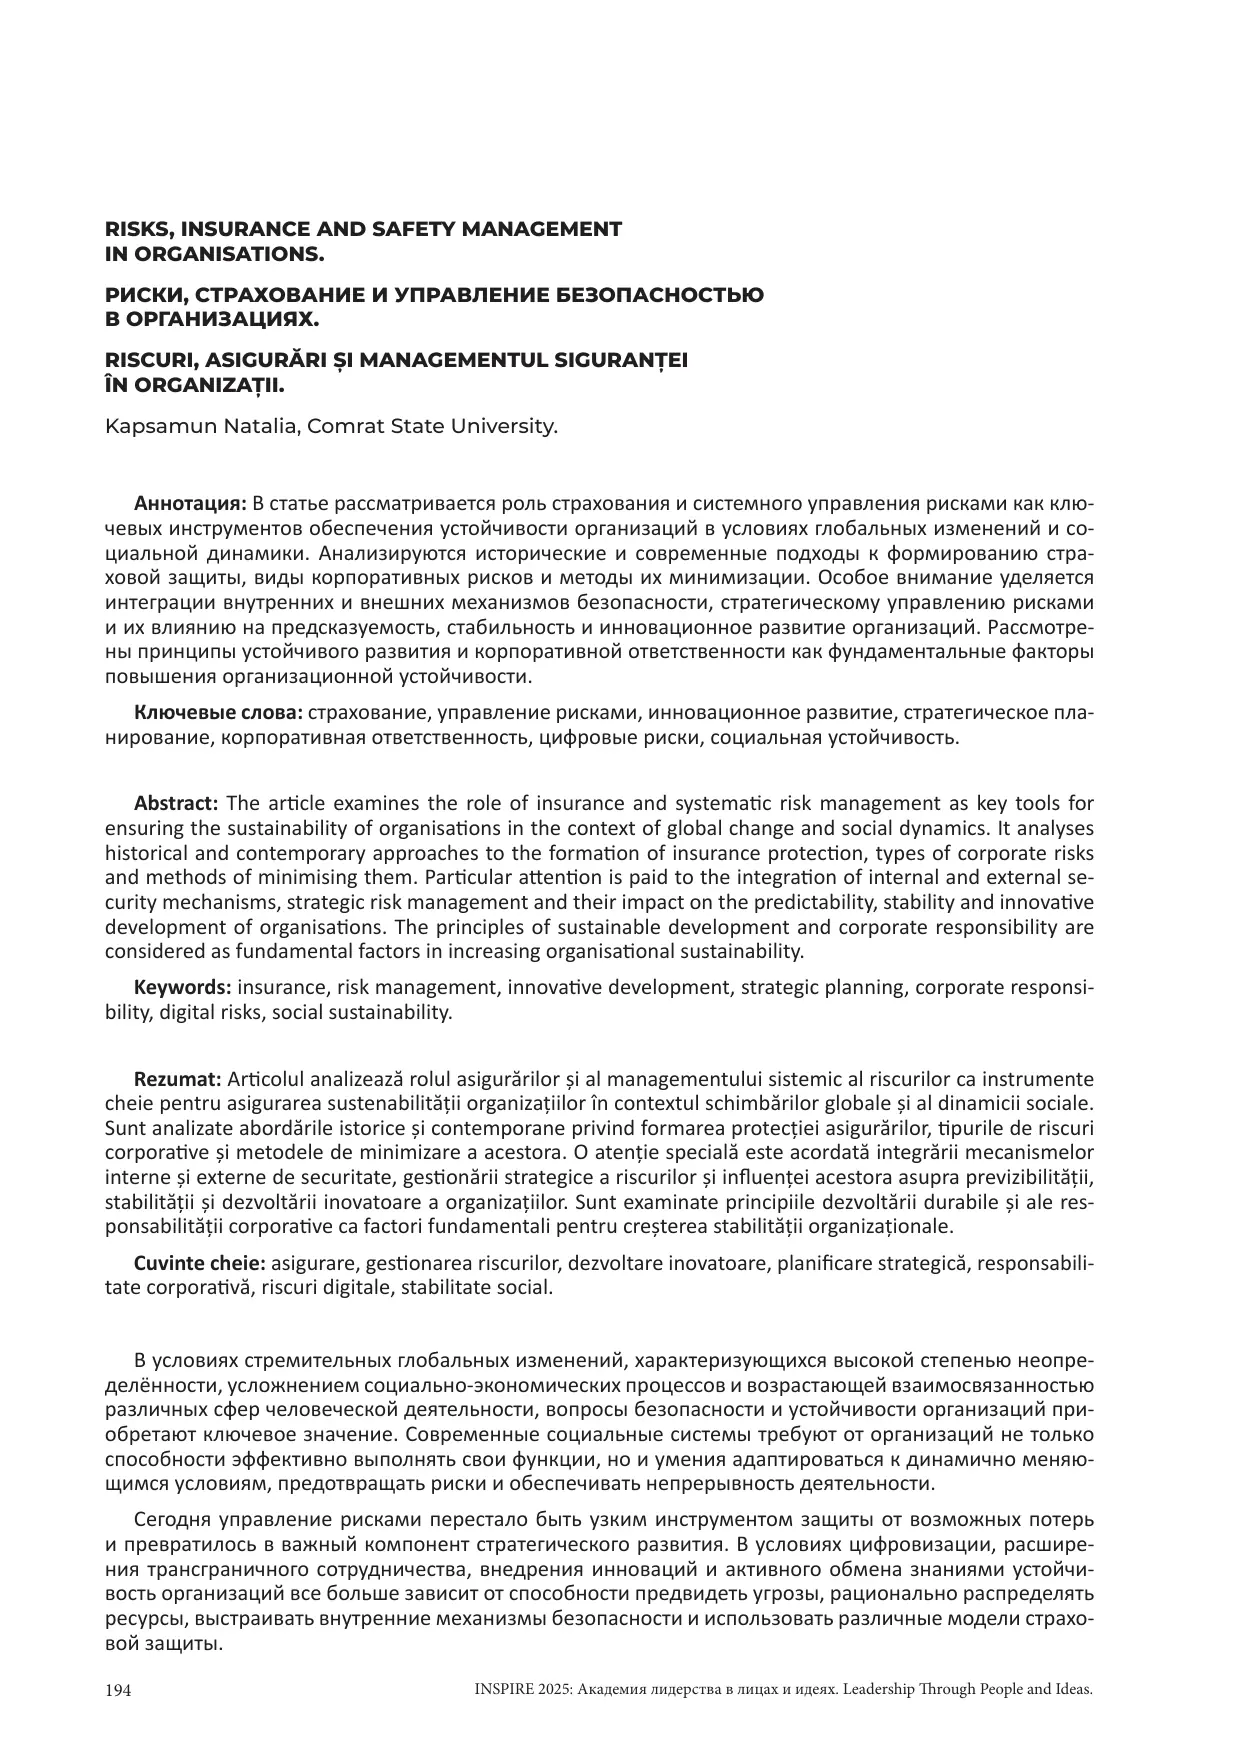 RISKS, INSURANCE AND SAFETY MANAGEMENT
IN ORGANISATIONS.
РИСКИ, СТРАХОВАНИЕ И УПРАВЛЕНИЕ БЕЗОПАСНОСТЬЮ
В ОРГАНИЗАЦИЯХ.
RISCURI, ASIGURĂRI ȘI MANAGEMENTUL SIGURANȚEI
ÎN ORGANIZAȚII.
Kapsamun Natalia, Comrat State University.
Аннотация: В статье рассматривается роль страхования и системного управления рисками как клю-
чевых инструментов обеспечения устойчивости организаций в условиях глобальных изменений и со-
циальной динамики. Анализируются исторические и современные подходы к формированию стра-
ховой защиты, виды корпоративных рисков и методы их минимизации. Особое внимание уделяется
интеграции внутренних и внешних механизмов безопасности, стратегическому управлению рисками
и их влиянию на предсказуемость, стабильность и инновационное развитие организаций. Рассмотре-
ны принципы устойчивого развития и корпоративной ответственности как фундаментальные факторы
повышения организационной устойчивости.
Ключевые слова: страхование, управление рисками, инновационное развитие, стратегическое пла-
нирование, корпоративная ответственность, цифровые риски, социальная устойчивость.
Abstract: The article examines the role of insurance and systematic risk management as key tools for
ensuring the sustainability of organisations in the context of global change and social dynamics. It analyses
historical and contemporary approaches to the formation of insurance protection, types of corporate risks
and methods of minimising them. Particular attention is paid to the integration of internal and external se-
curity mechanisms, strategic risk management and their impact on the predictability, stability and innovative
development of organisations. The principles of sustainable development and corporate responsibility are
considered as fundamental factors in increasing organisational sustainability.
Keywords: insurance, risk management, innovative development, strategic planning, corporate responsi-
bility, digital risks, social sustainability.
Rezumat: Articolul analizează rolul asigurărilor și al managementului sistemic al riscurilor ca instrumente
cheie pentru asigurarea sustenabilității organizațiilor în contextul schimbărilor globale și al dinamicii sociale.
Sunt analizate abordările istorice și contemporane privind formarea protecției asigurărilor, tipurile de riscuri
corporative și metodele de minimizare a acestora. O atenție specială este acordată integrării mecanismelor
interne și externe de securitate, gestionării strategice a riscurilor și influenței acestora asupra previzibilității,
stabilității și dezvoltării inovatoare a organizațiilor. Sunt examinate principiile dezvoltării durabile și ale res-
ponsabilității corporative ca factori fundamentali pentru creșterea stabilității organizaționale.
Cuvinte cheie: asigurare, gestionarea riscurilor, dezvoltare inovatoare, planificare strategică, responsabili-
tate corporativă, riscuri digitale, stabilitate social.
В условиях стремительных глобальных изменений, характеризующихся высокой степенью неопре-
делённости, усложнением социально-экономических процессов и возрастающей взаимосвязанностью
различных сфер человеческой деятельности, вопросы безопасности и устойчивости организаций при-
обретают ключевое значение. Современные социальные системы требуют от организаций не только
способности эффективно выполнять свои функции, но и умения адаптироваться к динамично меняю-
щимся условиям, предотвращать риски и обеспечивать непрерывность деятельности.
Сегодня управление рисками перестало быть узким инструментом защиты от возможных потерь
и превратилось в важный компонент стратегического развития. В условиях цифровизации, расшире-
ния трансграничного сотрудничества, внедрения инноваций и активного обмена знаниями устойчи-
вость организаций все больше зависит от способности предвидеть угрозы, рационально распределять
ресурсы, выстраивать внутренние механизмы безопасности и использовать различные модели страхо-
вой защиты.
194
INSPIRE 2025: Академия лидерства в лицах и идеях. Leadership Through People and Ideas.